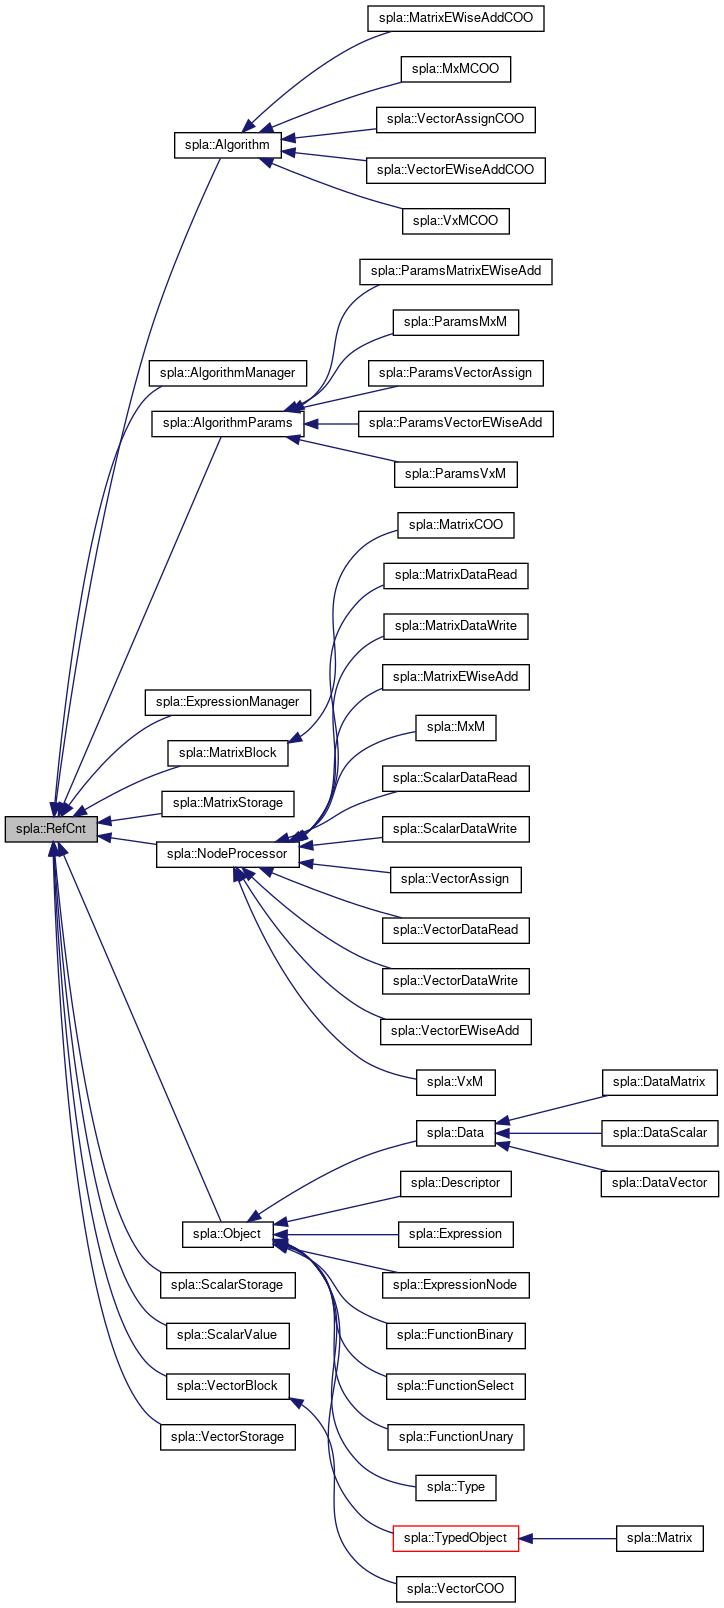 spla::MatrixEWiseAddCOO
spla::MxMCOO
spla::VectorAssignCOO
spla::Algorithm
spla::VectorEWiseAddCOO
spla::VxMCOO
spla::ParamsMatrixEWiseAdd
spla::ParamsMxM
spla::AlgorithmManager
spla::ParamsVectorAssign
spla::AlgorithmParams
spla::ParamsVectorEWiseAdd
spla::ParamsVxM
spla::MatrixCOO
spla::MatrixDataRead
spla::MatrixDataWrite
spla::MatrixEWiseAdd
spla::ExpressionManager
spla::MxM
spla::MatrixBlock
spla::ScalarDataRead
spla::MatrixStorage
spla::RefCnt
spla::ScalarDataWrite
spla::NodeProcessor
spla::VectorAssign
spla::VectorDataRead
spla::VectorDataWrite
spla::VectorEWiseAdd
spla::VxM
spla::DataMatrix
spla::Data
spla::DataScalar
spla::Descriptor
spla::DataVector
spla::Object
spla::Expression
spla::ScalarStorage
spla::ExpressionNode
spla::ScalarValue
spla::FunctionBinary
spla::VectorBlock
spla::FunctionSelect
spla::VectorStorage
spla::FunctionUnary
spla::Type
spla::TypedObject
spla::Matrix
spla::VectorCOO